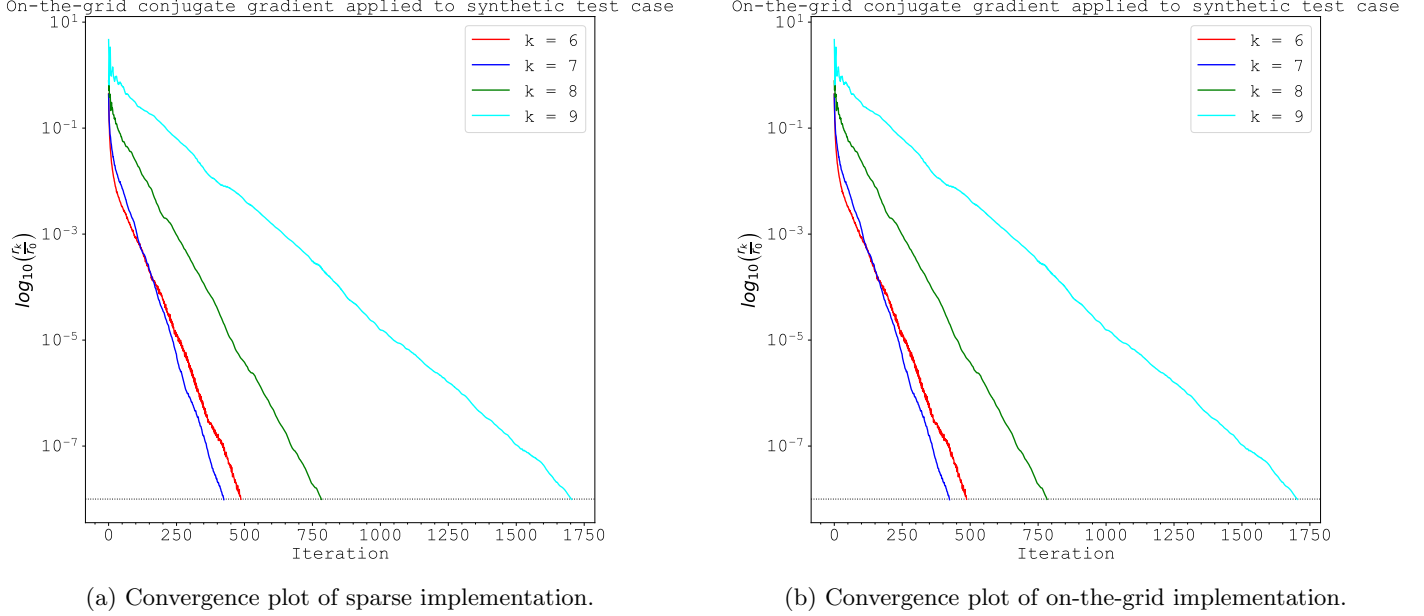 On-the-grid conjugate gradient applied to synthetic test case
10^1
10^-1
10^-3
10^-5
10^-7
log10(r_k/r_0)
k = 6
k = 7
k = 8
k = 9
0 250 500 750 1000 1250 1500 1750
Iteration
(a) Convergence plot of sparse implementation.
On-the-grid conjugate gradient applied to synthetic test case
10^1
10^-1
10^-3
10^-5
10^-7
log10(r_k/r_0)
k = 6
k = 7
k = 8
k = 9
0 250 500 750 1000 1250 1500 1750
Iteration
(b) Convergence plot of on-the-grid implementation.